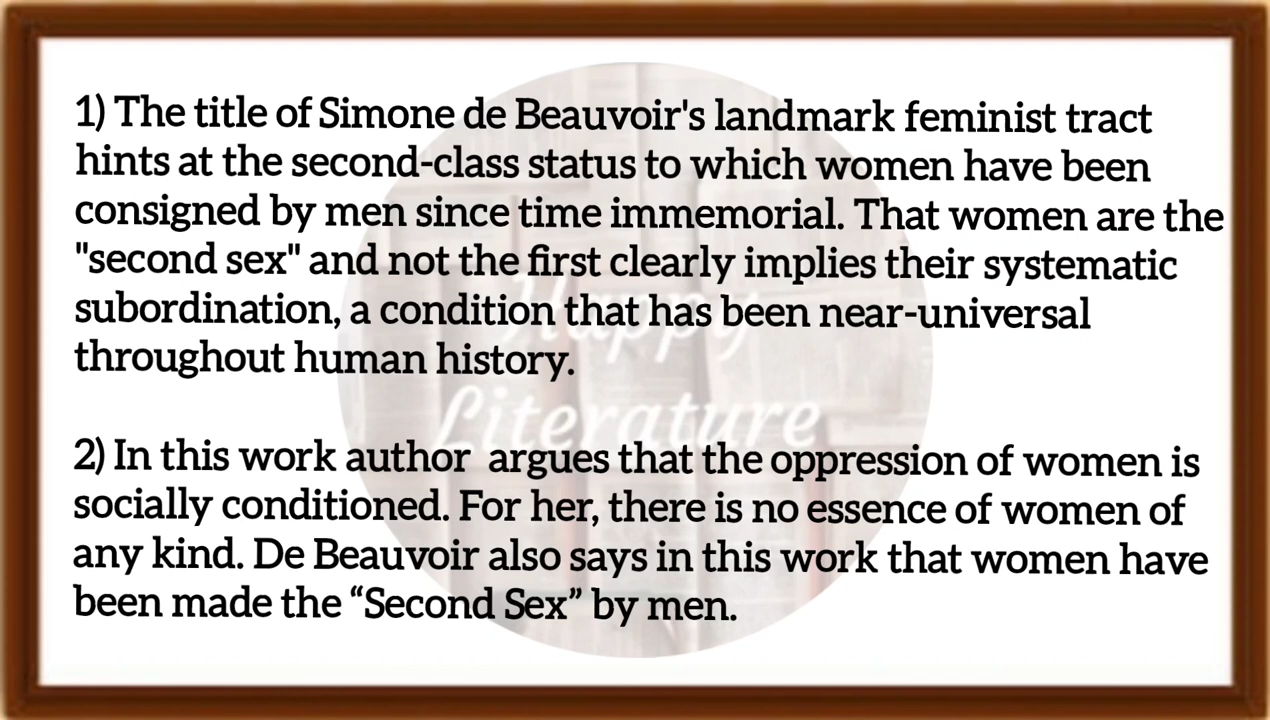 1) The title of Simone de Beauvoir's landmark feminist tract
hints at the second-class status to which women have been
consigned by men since time immemorial. That women are the
"second sex" and not the first clearly implies their systematic
subordination, a condition that has been near-universal
throughout human history.
Happy
Literature
2) In this work author  argues that the oppression of women is
socially conditioned. For her, there is no essence of women of
any kind. De Beauvoir also says in this work that women have
been made the “Second Sex” by men.